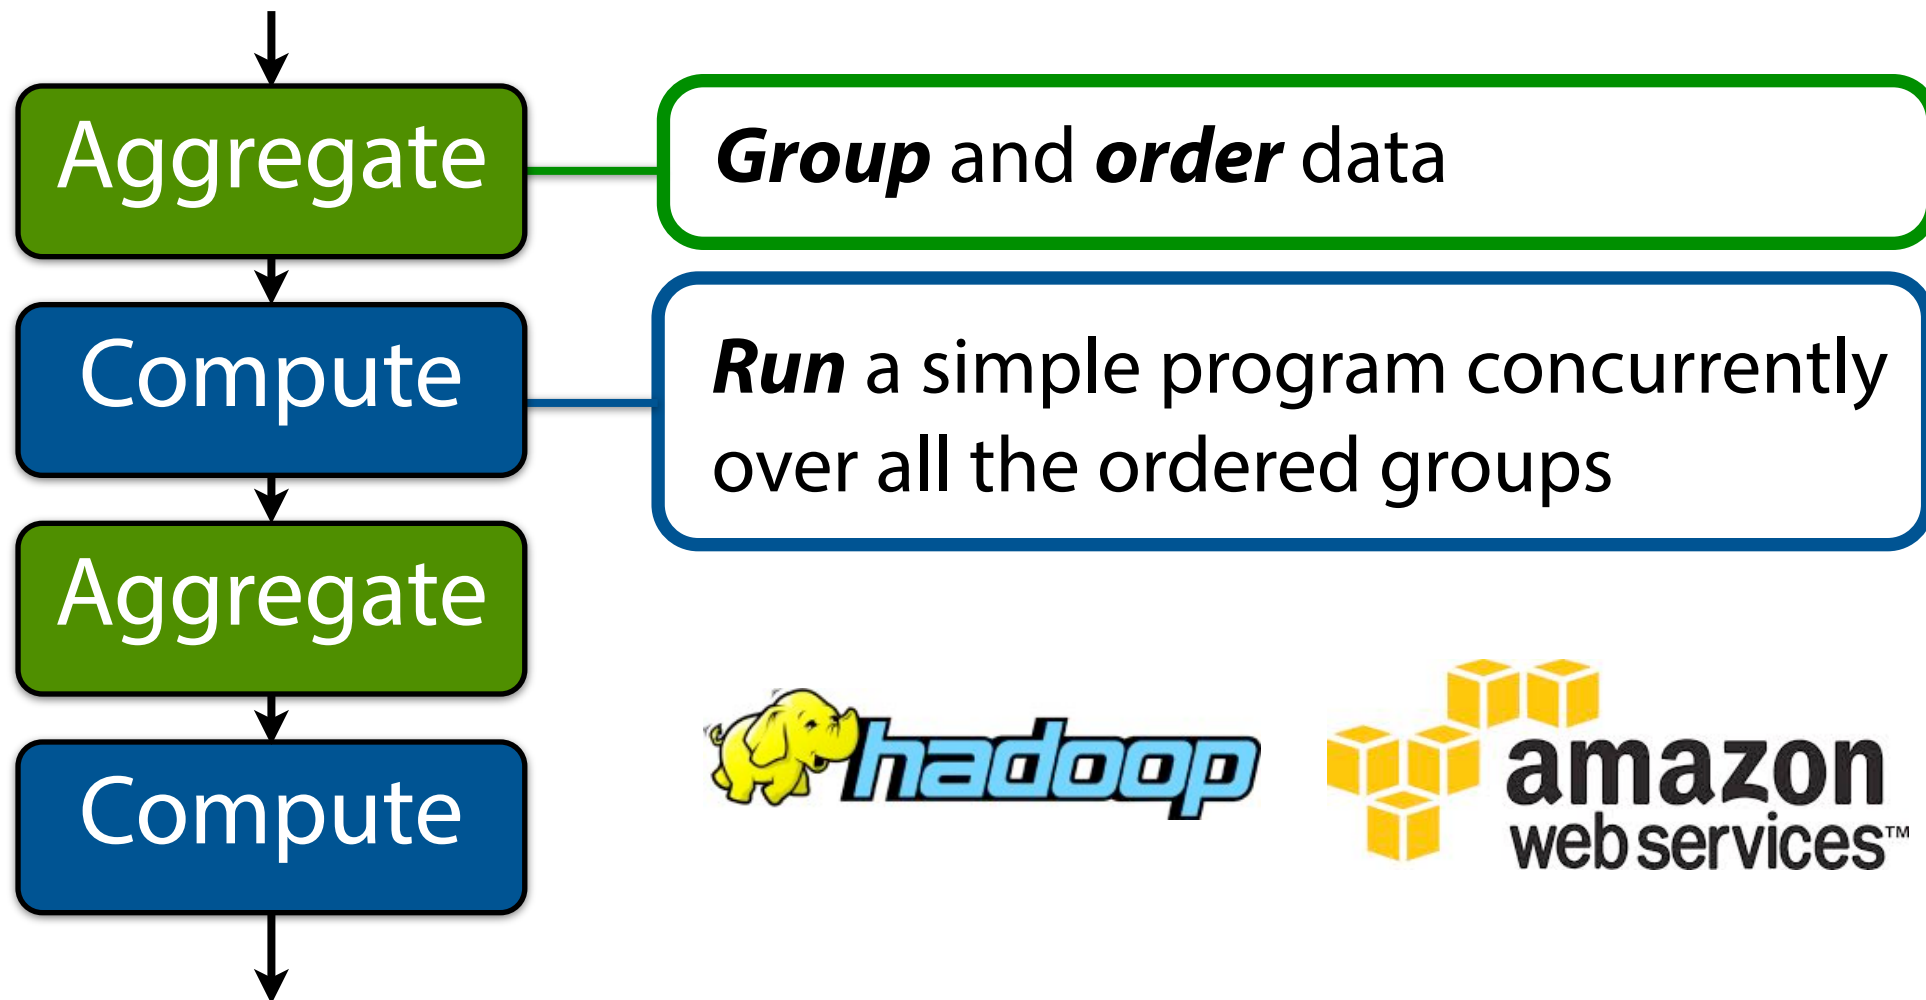 Aggregate
Group and order data
Compute
Run a simple program concurrently
over all the ordered groups
Aggregate
Compute
hadoop
amazon
web services™